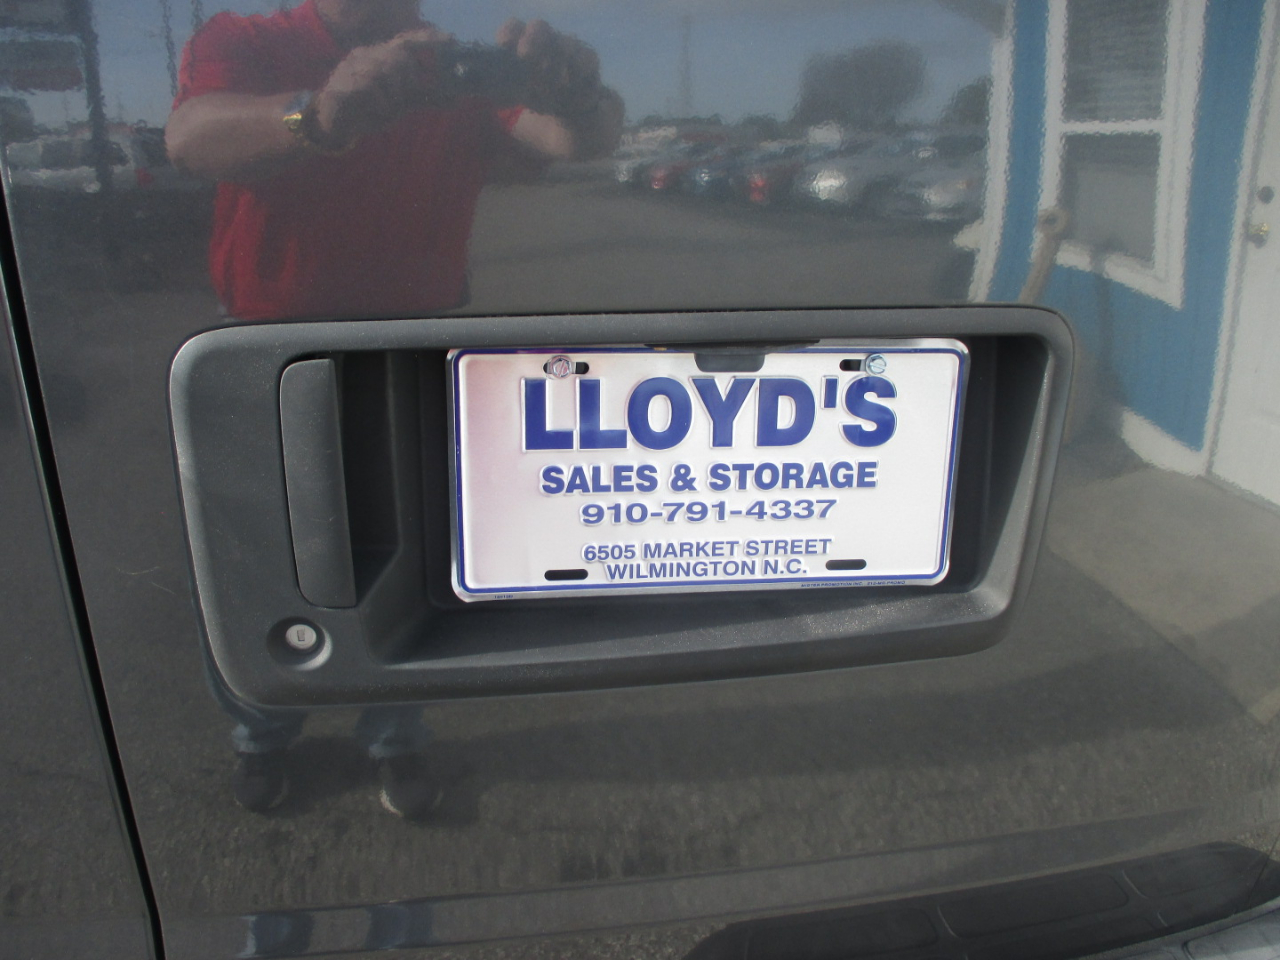 LLOYD'S
SALES & STORAGE
910-791-4337
6505 MARKET STREET
WILMINGTON N.C.